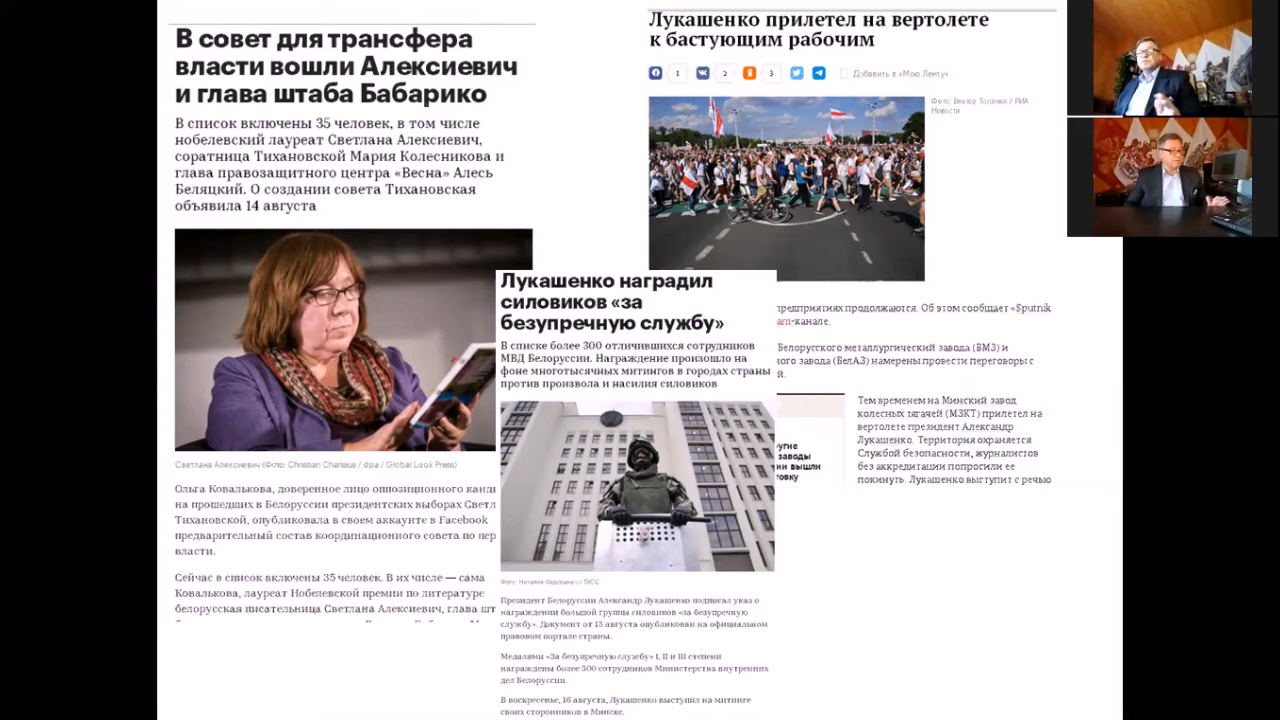 В совет для трансфера
власти вошли Алексиевич
и глава штаба Бабарико
В список включены 35 человек, в том числе
нобелевский лауреат Светлана Алексиевич,
соратница Тихановской Мария Колесникова и
глава правозащитного центра «Весна» Алесь
Беляцкий. О создании совета Тихановская
объявила 14 августа
Светлана Алексиевич (Фото: Christian Charisius / dpa / Global Look Press)
Ольга Ковалькова, доверенное лицо оппозиционного канди
на прошедших в Белоруссии президентских выборах Светл
Тихановской, опубликовала в своем аккаунте в Facebook
предварительный состав координационного совета по пер
власти.
Сейчас в список включены 35 человек. В их числе — сама
Ковалькова, лауреат Нобелевской премии по литературе
белорусская писательница Светлана Алексиевич, глава шт
Лукашенко наградил
силовиков «за
безупречную службу»
В списке более 300 отличившихся сотрудников
МВД Белоруссии. Награждение произошло на
фоне многотысячных митингов в городах страны
против произвола и насилия силовиков
Фото: Наталия Федосенко / ТАСС
Президент Белоруссии Александр Лукашенко подписал указ о
награждении большой группы силовиков «за безупречную
службу». Документ от 13 августа опубликован на официальном
правовом портале страны.
Медалями «За безупречную службу» I, II и III степени
награждены более 300 сотрудников Министерства внутренних
дел Белоруссии.
В воскресенье, 16 августа, Лукашенко выступил на митинге
своих сторонников в Минске.
Лукашенко прилетел на вертолете
к бастующим рабочим
1 2 3 Добавить в «Мою Ленту»
Фото: Виктор Толочко / РИА
Новости
предприятиях продолжаются. Об этом сообщает «Sputnik
am-канале.
Белорусского металлургический завода (БМЗ) и
ного завода (БелАЗ) намерены провести переговоры с
й.
ругие
заводы
ии вышли
товку
Тем временем на Минский завод
колесных тягачей (МЗКТ) прилетел на
вертолете президент Александр
Лукашенко. Территория охраняется
Службой безопасности, журналистов
без аккредитации попросили ее
покинуть. Лукашенко выступит с речью